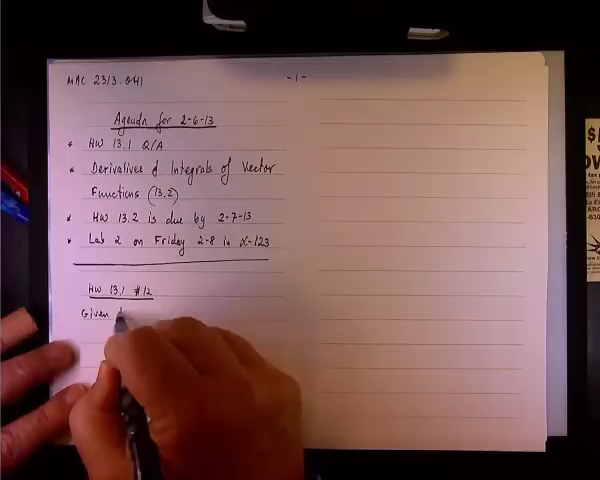 MAC 2313.0H1
-1-
Agenda for 2-6-13
* HW 13.1 Q/A
* Derivatives & Integrals of Vector
Functions (13.2)
* HW 13.2 is due by 2-7-13
* Lab 2 on Friday 2-8 in X-123
HW 13.1 #12
Given